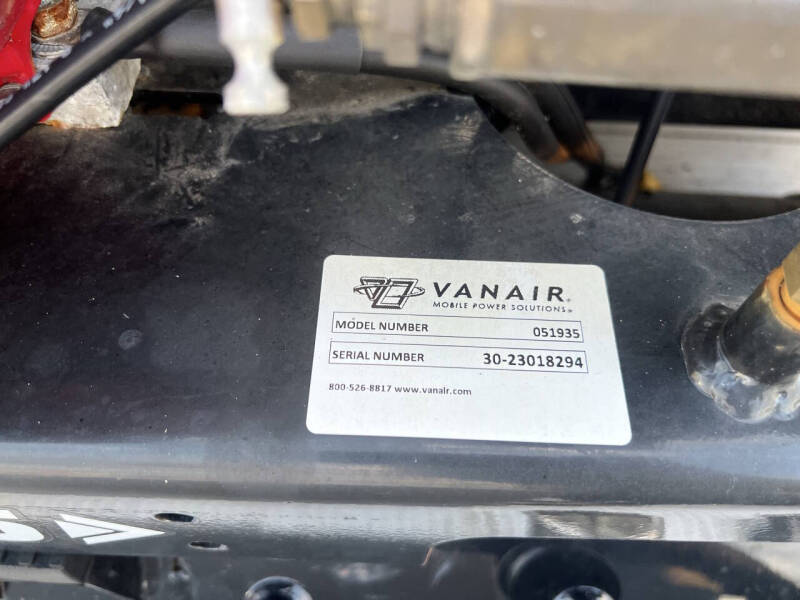 VANAIR®
MOBILE POWER SOLUTIONS®
MODEL NUMBER 051935
SERIAL NUMBER 30-23018294
800-526-8817 www.vanair.com
S